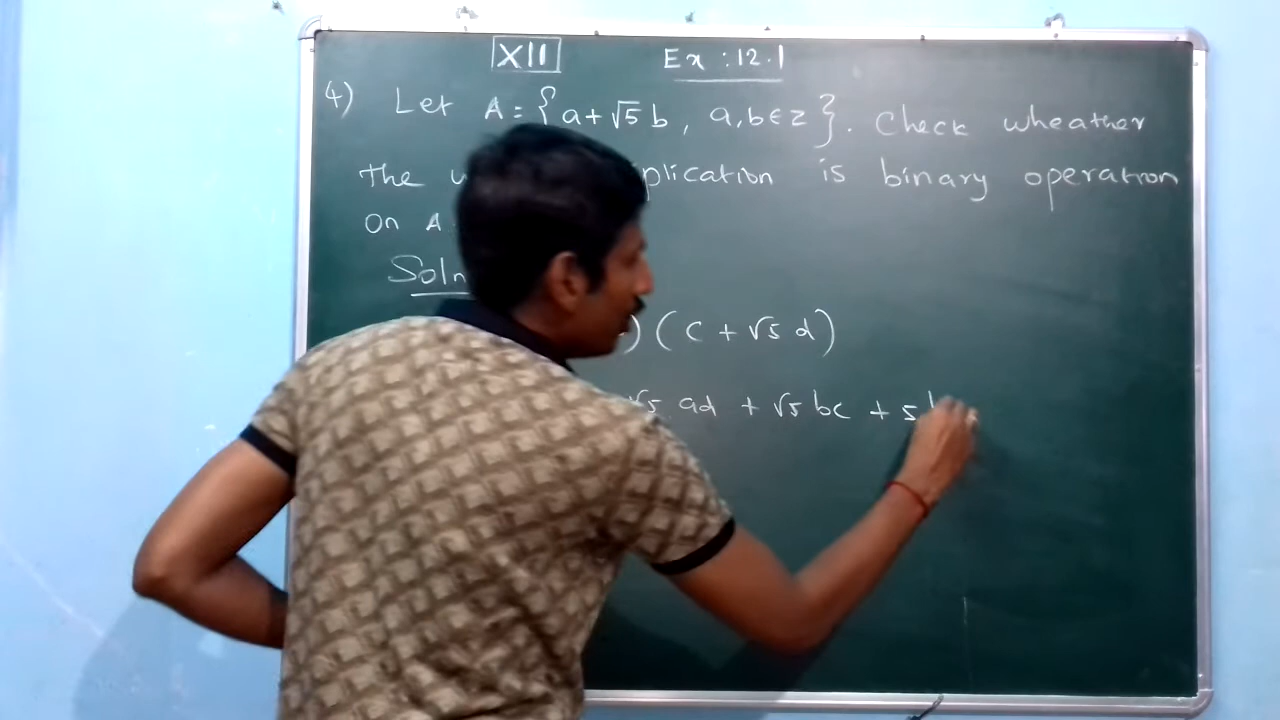 XII Ex : 12.1
4) Let A = { a + √5 b , a, b ∈ z } . Check wheather
the is binary operation
on A
Soln
) ( c + √5 d )
√5 ad + √5 bc + 5